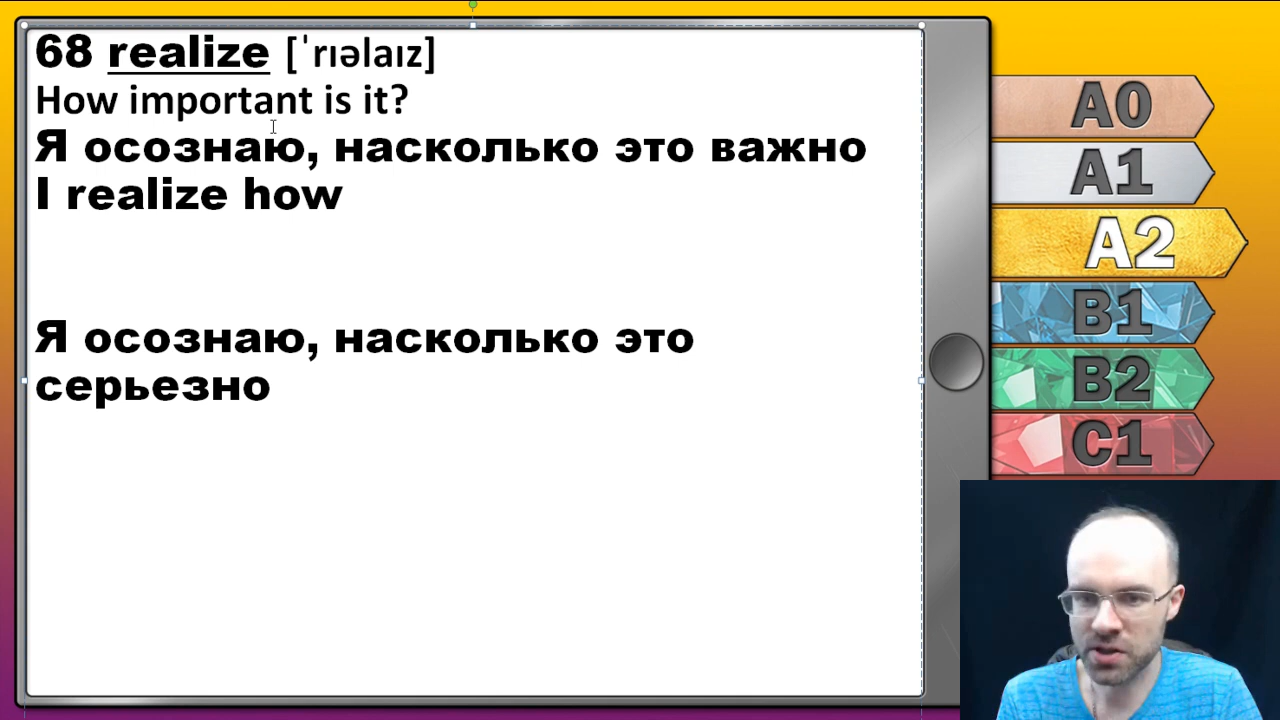 68 realize [ˈrɪəlaɪz]
How important is it?
Я осознаю, насколько это важно
I realize how
Я осознаю, насколько это
серьезно
A0
A1
A2
B1
B2
C1